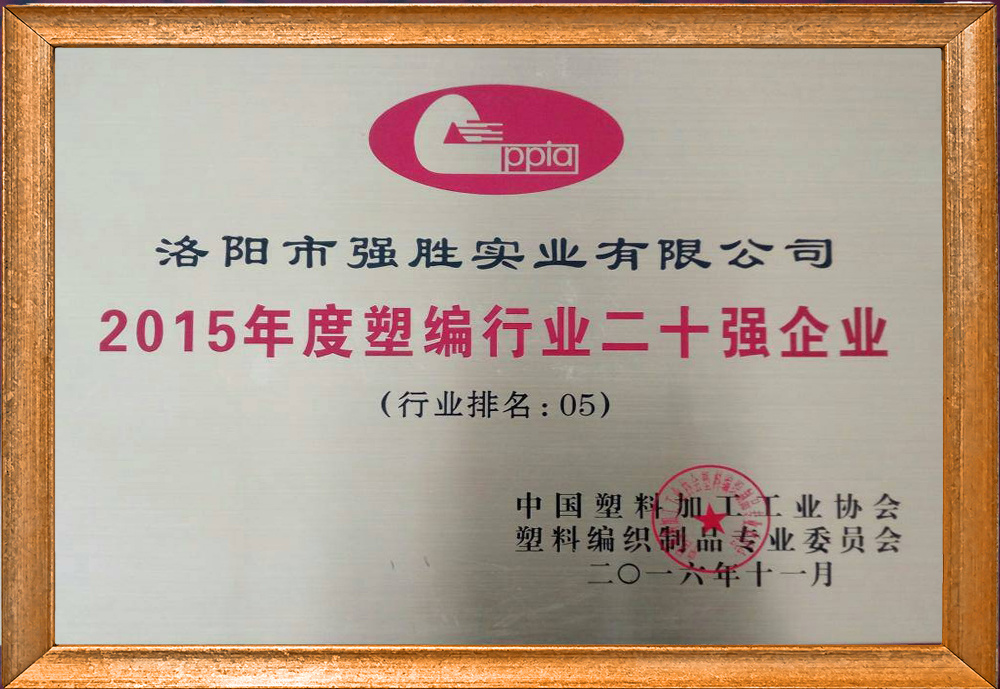 ppia
洛阳市强胜实业有限公司
2015年度塑编行业二十强企业
(行业排名:05)
中国塑料加工工业协会
塑料编织制品专业委员会
二〇一六年十一月